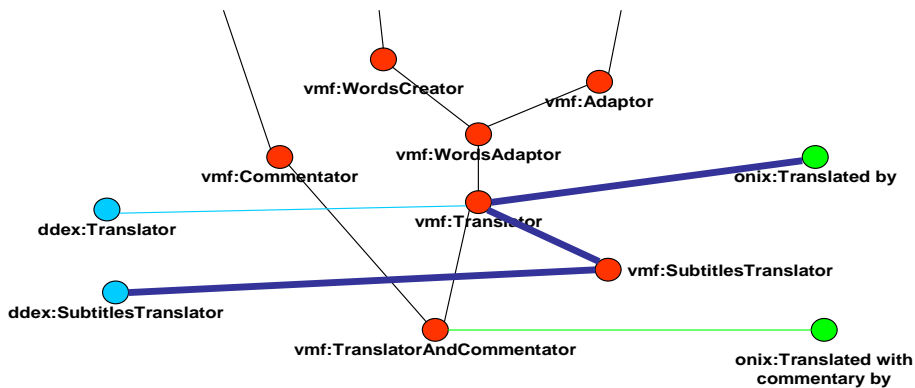 vmf:WordsCreator
vmf:Adaptor
vmf:WordsAdaptor
vmf:Commentator
onix:Translated by
ddex:Translator
vmf:Translator
vmf:SubtitlesTranslator
ddex:SubtitlesTranslator
vmf:TranslatorAndCommentator
onix:Translated with
commentary by